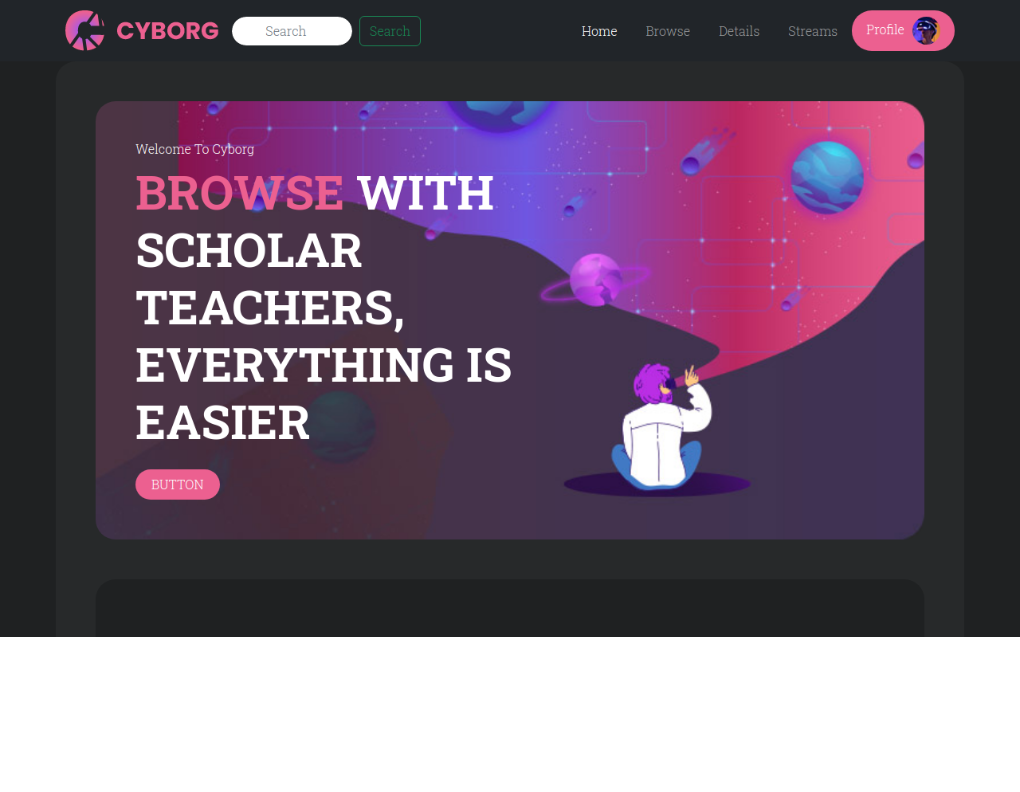 CYBORG
Search
Search
Home
Browse
Details
Streams
Profile
Welcome To Cyborg
BROWSE WITH
SCHOLAR
TEACHERS,
EVERYTHING IS
EASIER
BUTTON